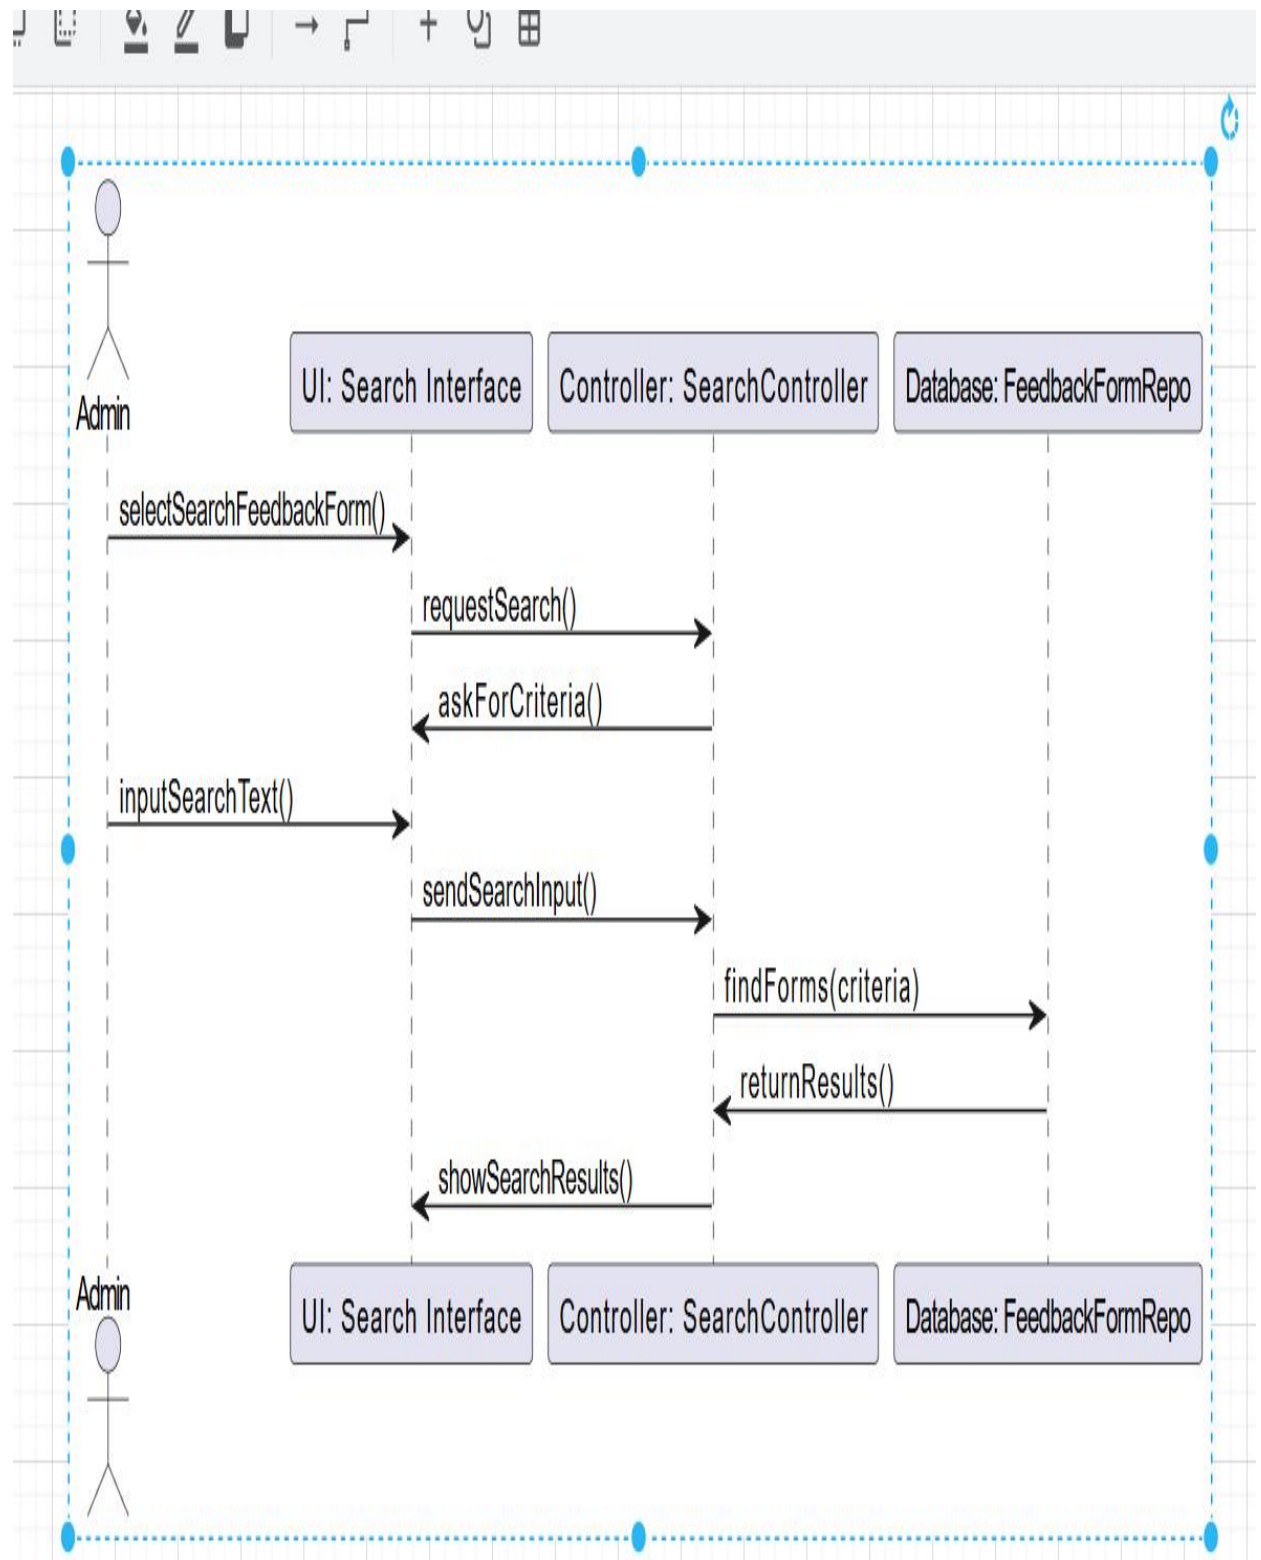 UI: Search Interface
Controller: SearchController
Database: FeedbackFormRepo
Admin
selectSearchFeedbackForm()
requestSearch()
askForCriteria()
inputSearchText()
sendSearchInput()
findForms(criteria)
returnResults()
showSearchResults()
Admin
UI: Search Interface
Controller: SearchController
Database: FeedbackFormRepo